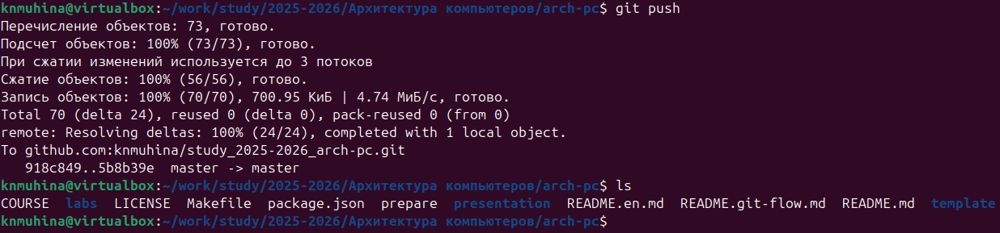 knmuhina@virtualbox:~/work/study/2025-2026/Архитектура компьютеров/arch-pc$ git push
Перечисление объектов: 73, готово.
Подсчет объектов: 100% (73/73), готово.
При сжатии изменений используется до 3 потоков
Сжатие объектов: 100% (56/56), готово.
Запись объектов: 100% (70/70), 700.95 КиБ | 4.74 МиБ/с, готово.
Total 70 (delta 24), reused 0 (delta 0), pack-reused 0 (from 0)
remote: Resolving deltas: 100% (24/24), completed with 1 local object.
To github.com:knmuhina/study_2025-2026_arch-pc.git
   918c849..5b8b39e  master -> master
knmuhina@virtualbox:~/work/study/2025-2026/Архитектура компьютеров/arch-pc$ ls
COURSE  labs  LICENSE  Makefile  package.json  prepare  presentation  README.en.md  README.git-flow.md  README.md  template
knmuhina@virtualbox:~/work/study/2025-2026/Архитектура компьютеров/arch-pc$